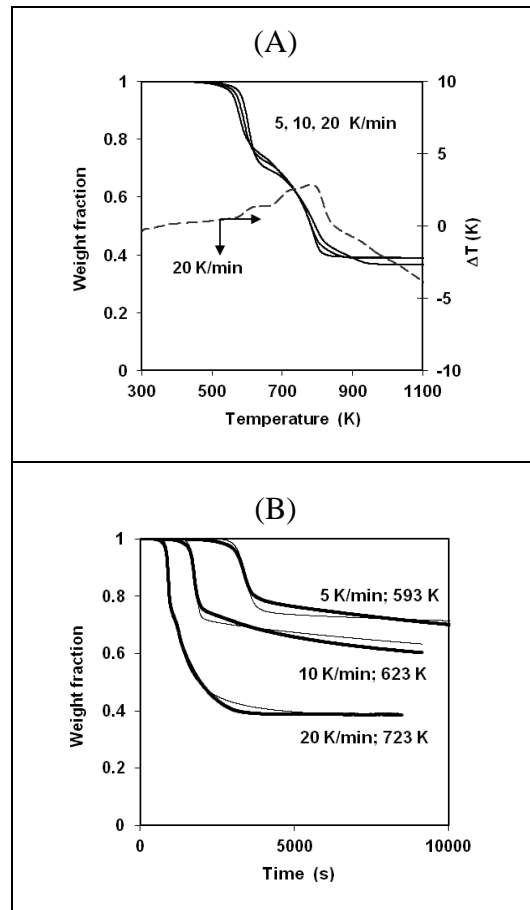 (A)
1
0.8
0.6
0.4
0.2
0
Weight fraction
5, 10, 20 K/min
20 K/min
10
5
0
-5
-10
ΔT (K)
300 500 700 900 1100
Temperature (K)
(B)
1
0.8
0.6
0.4
0.2
0
Weight fraction
5 K/min; 593 K
10 K/min; 623 K
20 K/min; 723 K
0 5000 10000
Time (s)